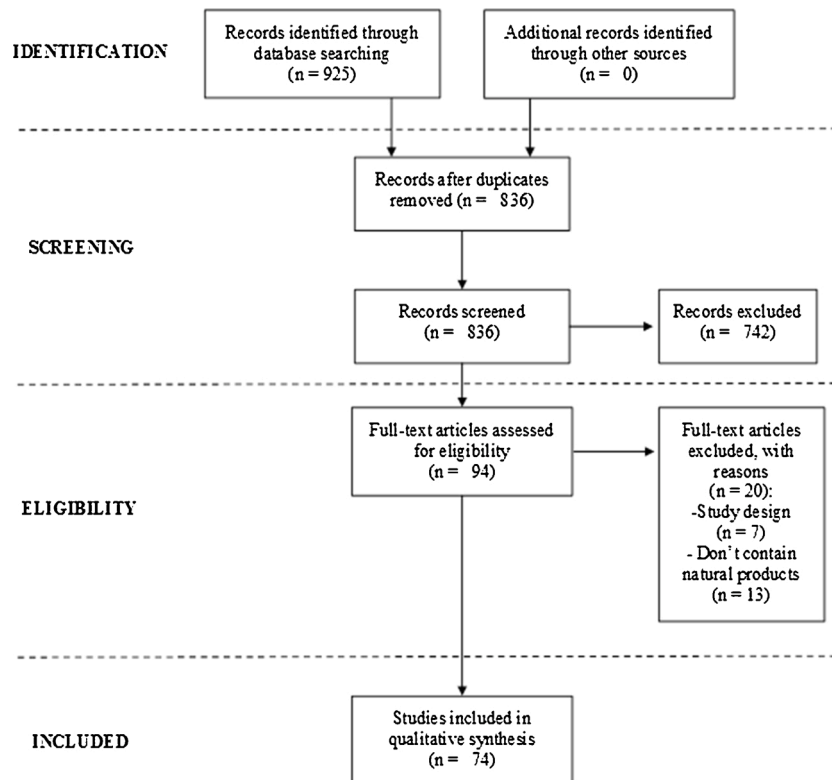 IDENTIFICATION
Records identified through
database searching
(n = 925)
Additional records identified
through other sources
(n = 0)
SCREENING
Records after duplicates
removed (n = 836)
Records screened
(n = 836)
Records excluded
(n = 742)
ELIGIBILITY
Full-text articles assessed
for eligibility
(n = 94)
Full-text articles
excluded, with
reasons
(n = 20):
-Study design
(n = 7)
- Don't contain
natural products
(n = 13)
INCLUDED
Studies included in
qualitative synthesis
(n = 74)